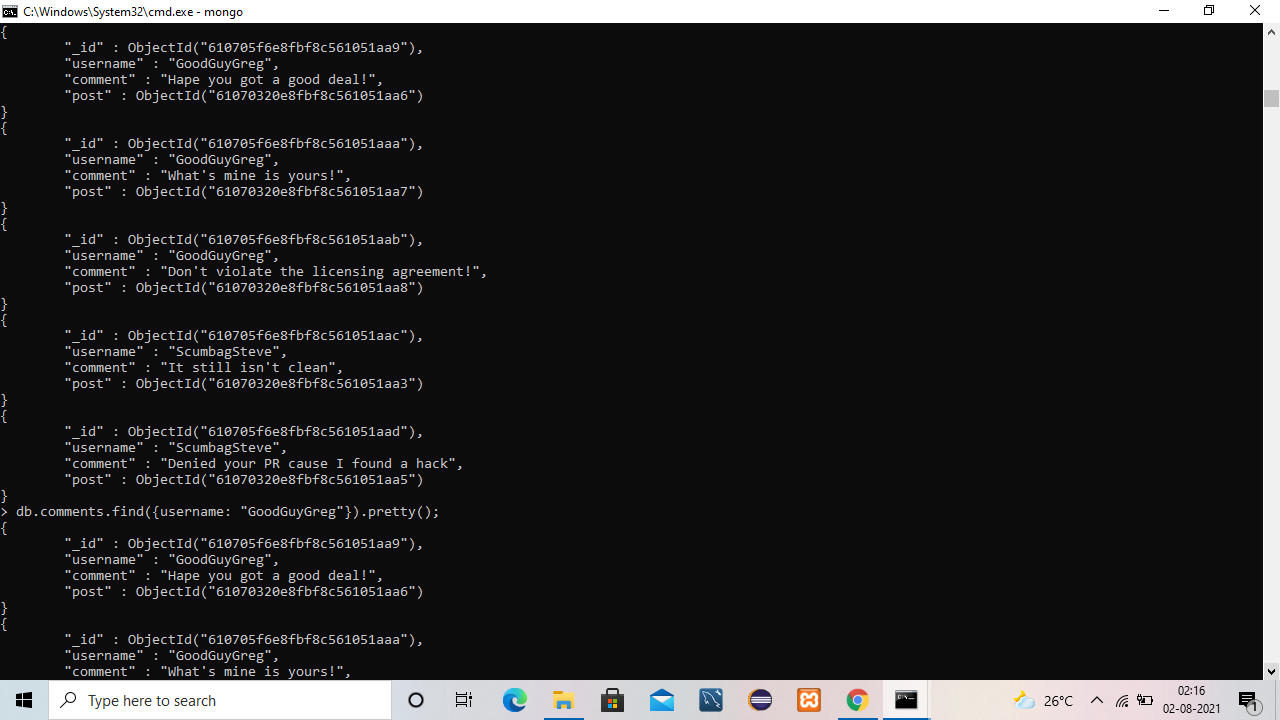 C:\Windows\System32\cmd.exe - mongo
{
"_id" : ObjectId("610705f6e8fbf8c561051aa9"),
"username" : "GoodGuyGreg",
"comment" : "Hape you got a good deal!",
"post" : ObjectId("61070320e8fbf8c561051aa6")
}
{
"_id" : ObjectId("610705f6e8fbf8c561051aaa"),
"username" : "GoodGuyGreg",
"comment" : "What's mine is yours!",
"post" : ObjectId("61070320e8fbf8c561051aa7")
}
{
"_id" : ObjectId("610705f6e8fbf8c561051aab"),
"username" : "GoodGuyGreg",
"comment" : "Don't violate the licensing agreement!",
"post" : ObjectId("61070320e8fbf8c561051aa8")
}
{
"_id" : ObjectId("610705f6e8fbf8c561051aac"),
"username" : "ScumbagSteve",
"comment" : "It still isn't clean",
"post" : ObjectId("61070320e8fbf8c561051aa3")
}
{
"_id" : ObjectId("610705f6e8fbf8c561051aad"),
"username" : "ScumbagSteve",
"comment" : "Denied your PR cause I found a hack",
"post" : ObjectId("61070320e8fbf8c561051aa5")
}
> db.comments.find({username: "GoodGuyGreg"}).pretty();
{
"_id" : ObjectId("610705f6e8fbf8c561051aa9"),
"username" : "GoodGuyGreg",
"comment" : "Hape you got a good deal!",
"post" : ObjectId("61070320e8fbf8c561051aa6")
}
{
"_id" : ObjectId("610705f6e8fbf8c561051aaa"),
"username" : "GoodGuyGreg",
"comment" : "What's mine is yours!",
Type here to search
26°C
02:16
02-08-2021
1